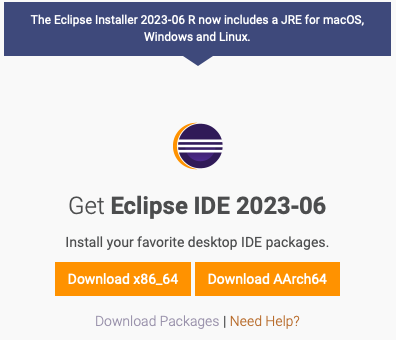 The Eclipse Installer 2023-06 R now includes a JRE for macOS,
Windows and Linux.
Get Eclipse IDE 2023-06
Install your favorite desktop IDE packages.
Download x86_64 Download AArch64
Download Packages | Need Help?